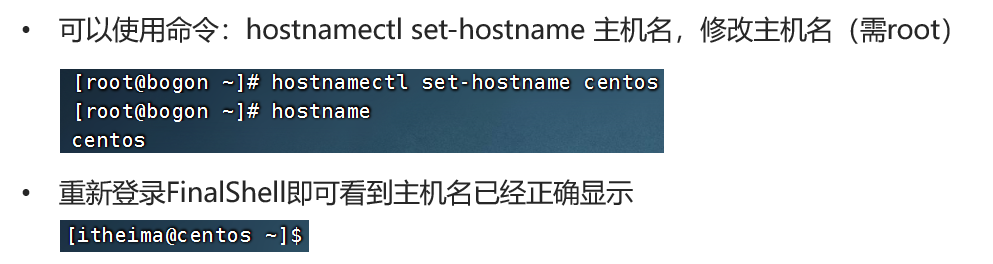 • 可以使用命令：hostnamectl set-hostname 主机名，修改主机名（需root）
[root@bogon ~]# hostnamectl set-hostname centos
[root@bogon ~]# hostname
centos
• 重新登录FinalShell即可看到主机名已经正确显示
[itheima@centos ~]$